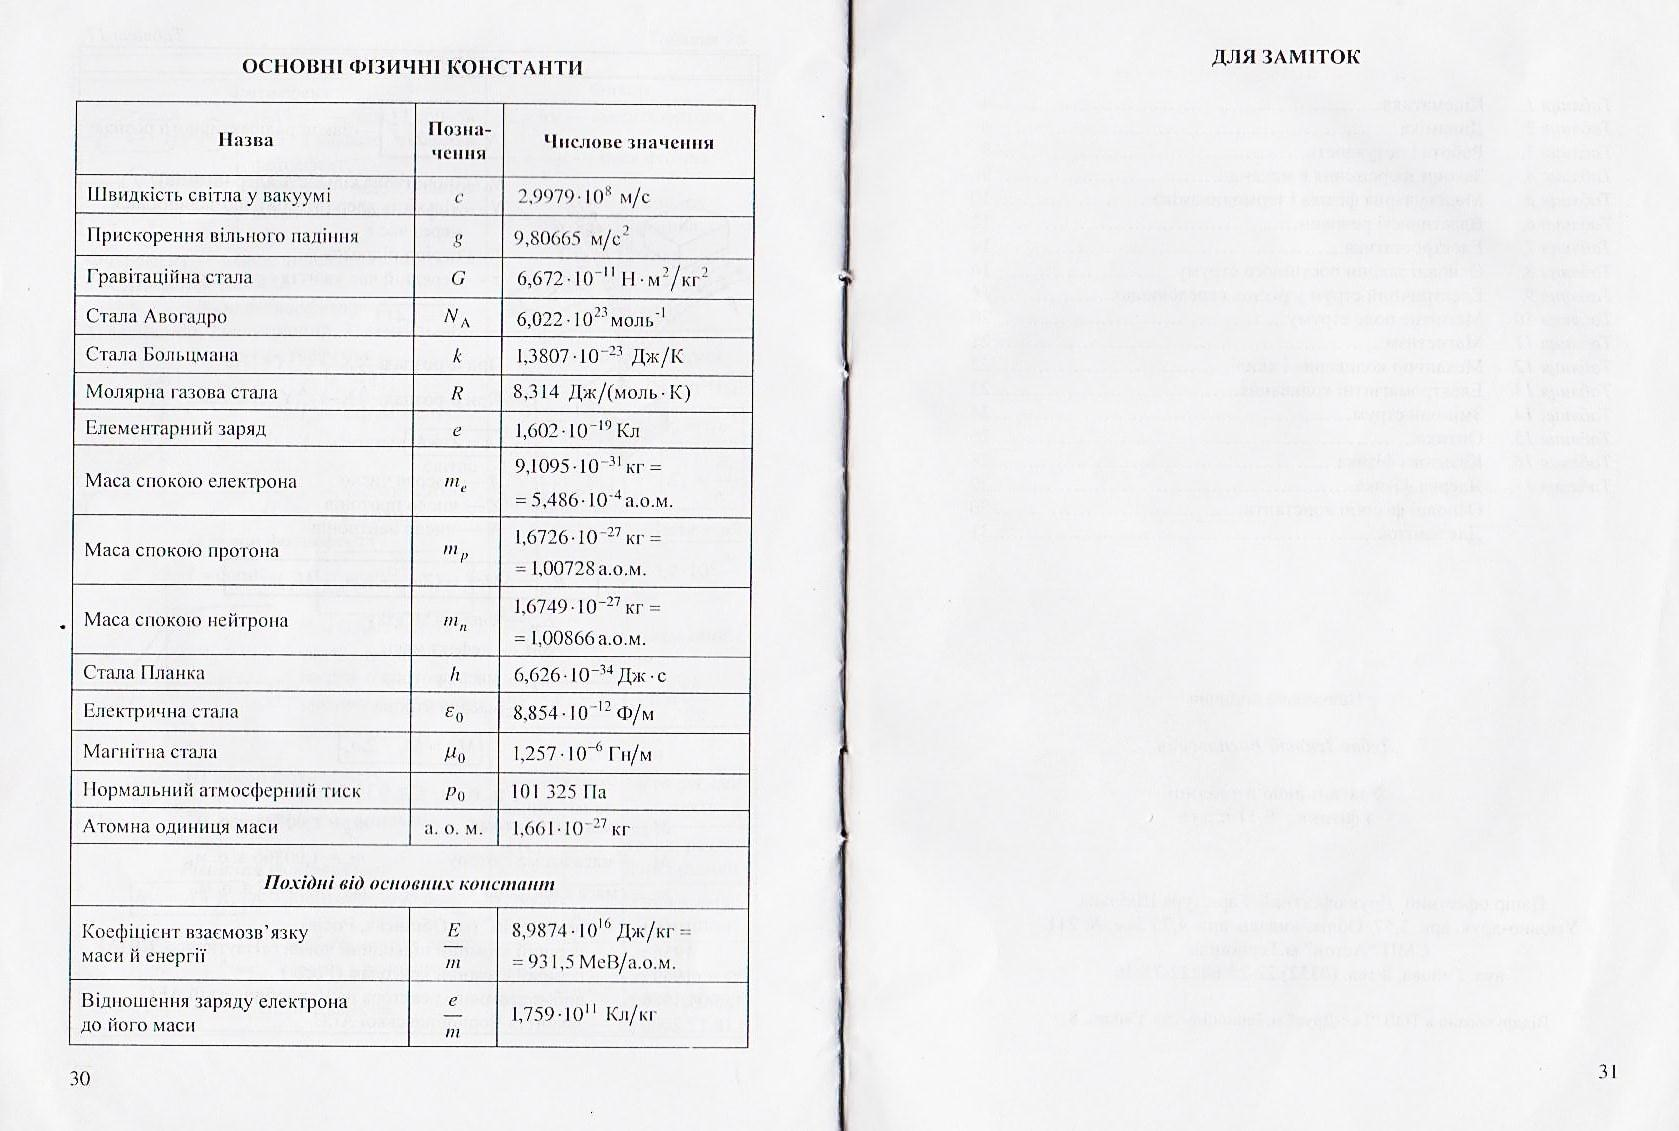 ОСНОВНІ ФІЗИЧНІ КОНСТАНТИ
Назва
Позна-
чення
Числове значення
Швидкість світла у вакуумі c 2,9979·10⁸ м/с
Прискорення вільного падіння g 9,80665 м/с²
Гравітаційна стала G 6,672·10⁻¹¹ Н·м²/кг²
Стала Авогадро N_A 6,022·10²³ моль⁻¹
Стала Больцмана k 1,3807·10⁻²³ Дж/К
Молярна газова стала R 8,314 Дж/(моль·К)
Елементарний заряд e 1,602·10⁻¹⁹ Кл
Маса спокою електрона m_e 9,1095·10⁻³¹ кг =
= 5,486·10⁻⁴ а.о.м.
Маса спокою протона m_p 1,6726·10⁻²⁷ кг =
= 1,00728 а.о.м.
Маса спокою нейтрона m_n 1,6749·10⁻²⁷ кг =
= 1,00866 а.о.м.
Стала Планка h 6,626·10⁻³⁴ Дж·с
Електрична стала ε₀ 8,854·10⁻¹² Ф/м
Магнітна стала μ₀ 1,257·10⁻⁶ Гн/м
Нормальний атмосферний тиск p₀ 101 325 Па
Атомна одиниця маси а. о. м. 1,661·10⁻²⁷ кг
Похідні від основних констант
Коефіцієнт взаємозв'язку
маси й енергії
E
m
8,9874·10¹⁶ Дж/кг =
= 931,5 МеВ/а.о.м.
Відношення заряду електрона
до його маси
e
m
1,759·10¹¹ Кл/кг
30
ДЛЯ ЗАМІТОК
31